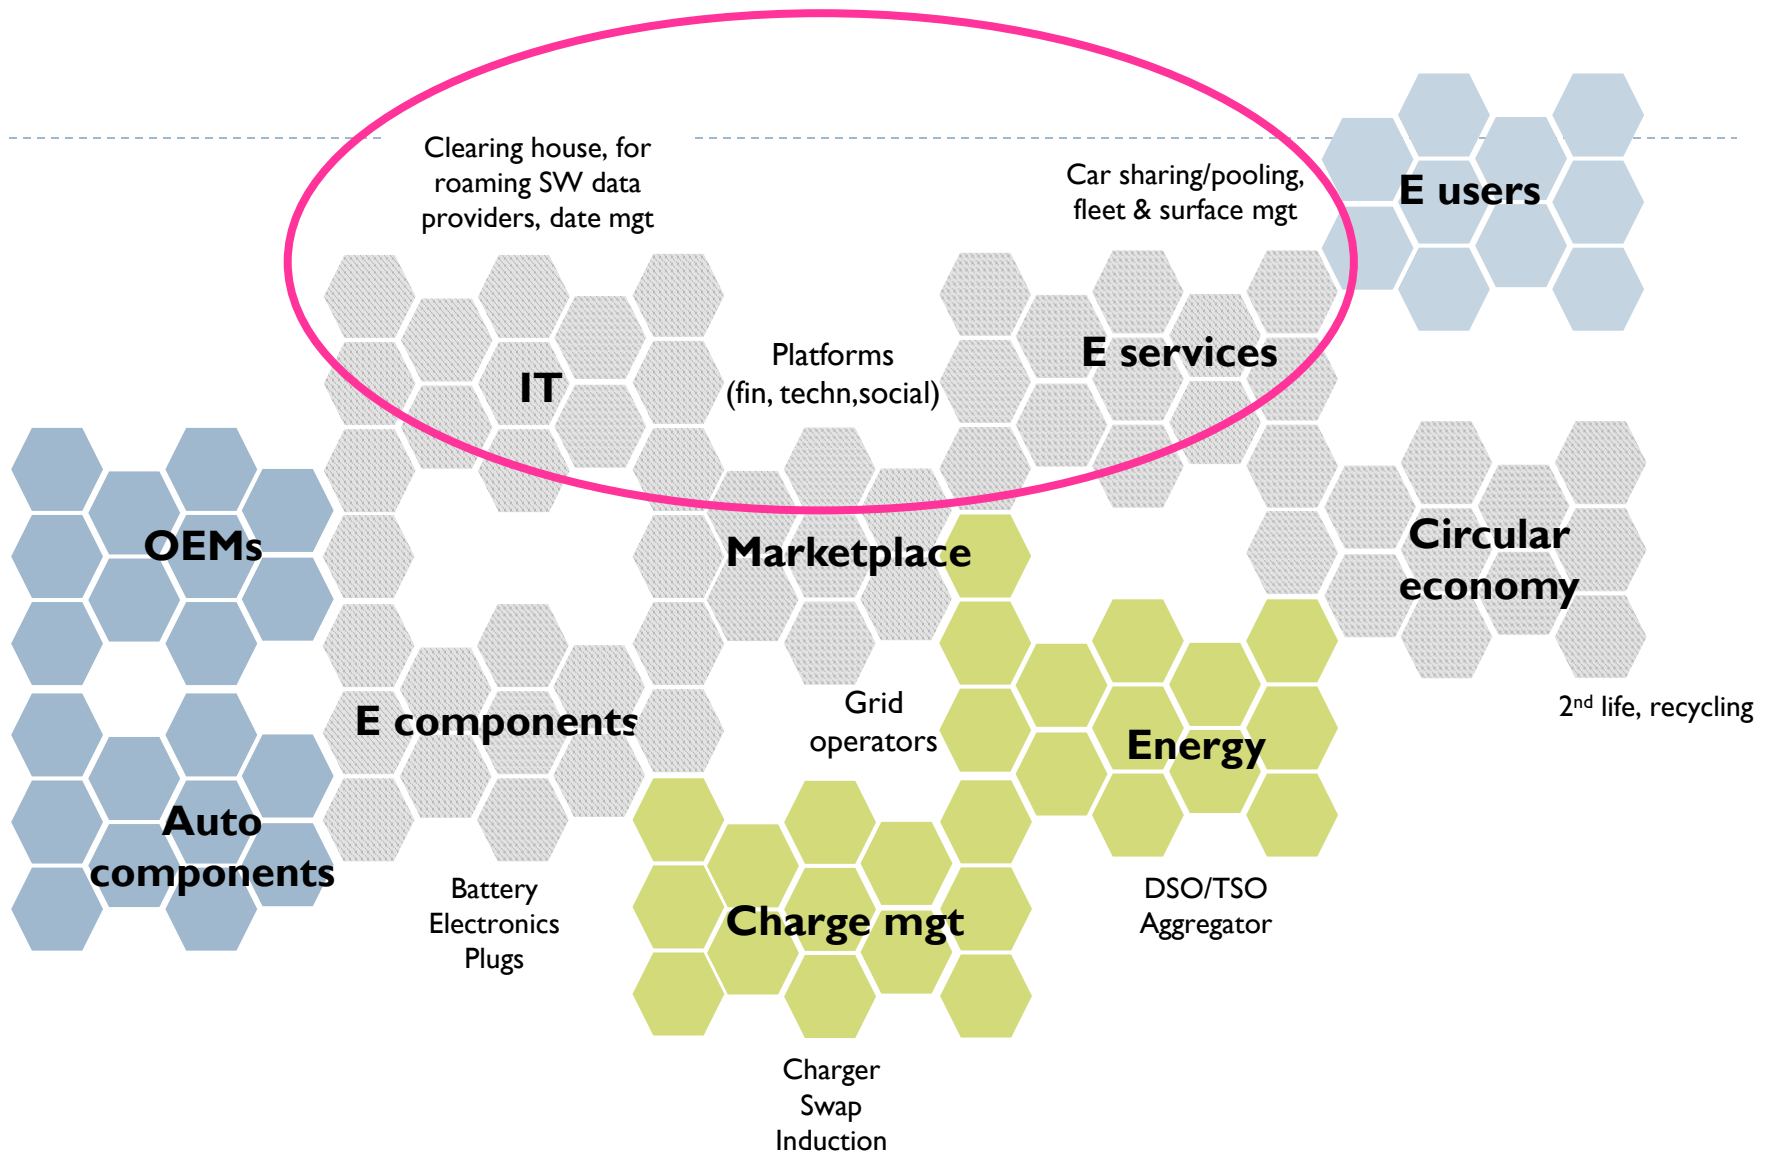 Clearing house, for
roaming SW data
providers, date mgt
Car sharing/pooling,
fleet & surface mgt
E users
IT
Platforms
(fin, techn,social)
E services
OEMs
Marketplace
Circular
economy
E components
Grid
operators
Energy
2nd life, recycling
Auto
components
Battery
Electronics
Plugs
Charge mgt
DSO/TSO
Aggregator
Charger
Swap
Induction